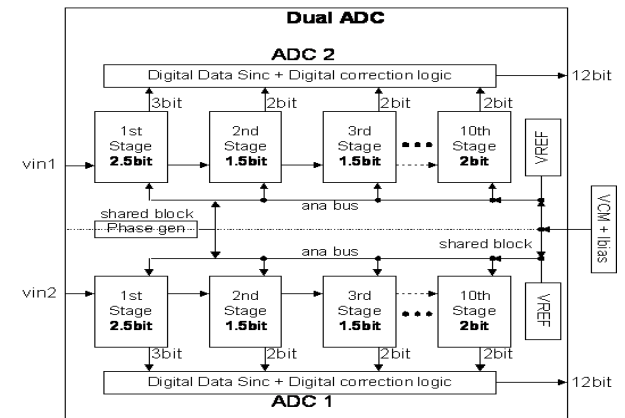 Dual ADC
ADC 2
Digital Data Sinc + Digital correction logic
12bit
3bit
2bit
2bit
2bit
vin1
1st
Stage
2.5bit
2nd
Stage
1.5bit
3rd
Stage
1.5bit
10th
Stage
2bit
VREF
ana bus
shared block
Phase gen
shared block
VCM + Ibias
ana bus
vin2
1st
Stage
2.5bit
2nd
Stage
1.5bit
3rd
Stage
1.5bit
10th
Stage
2bit
VREF
3bit
2bit
2bit
2bit
Digital Data Sinc + Digital correction logic
12bit
ADC 1